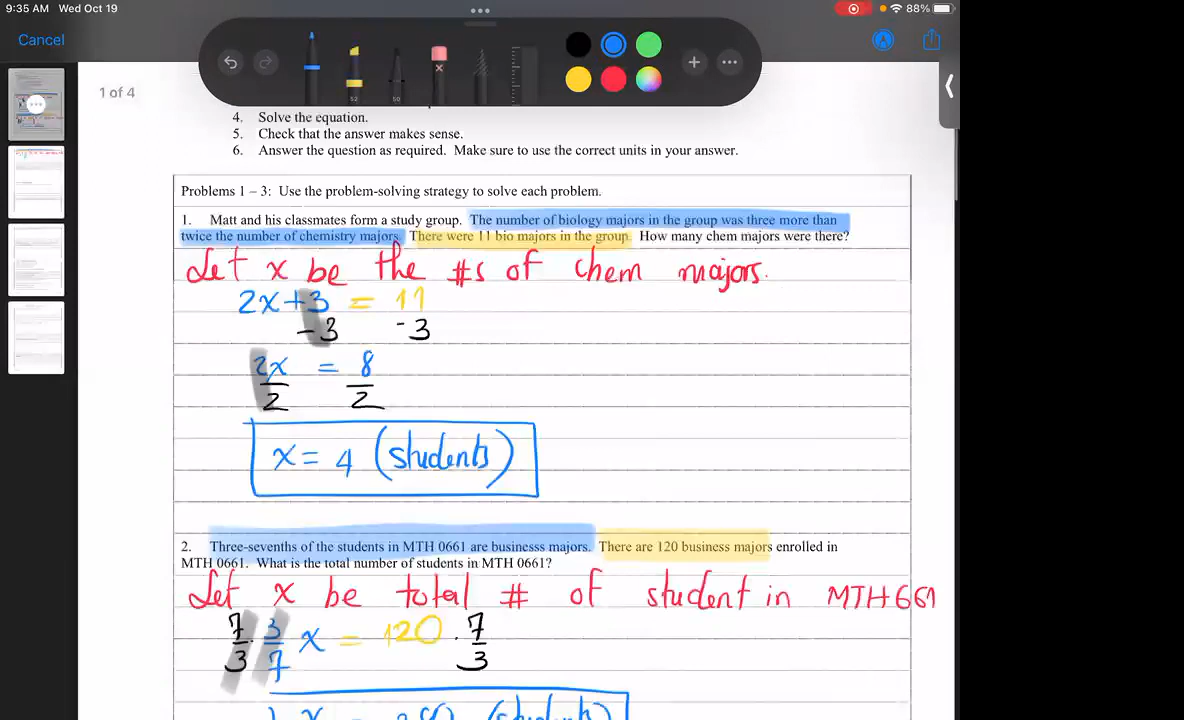 9:35 AM Wed Oct 19
88%
Cancel
52
50
1 of 4
4. Solve the equation.
5. Check that the answer makes sense.
6. Answer the question as required. Make sure to use the correct units in your answer.
Problems 1 – 3: Use the problem-solving strategy to solve each problem.
1. Matt and his classmates form a study group. The number of biology majors in the group was three more than
twice the number of chemistry majors. There were 11 bio majors in the group. How many chem majors were there?
Let x be the #s of chem majors.
2x+3 = 11
-3 -3
2x = 8
2 2
x = 4 (students)
2. Three-sevenths of the students in MTH 0661 are businesss majors. There are 120 business majors enrolled in
MTH 0661. What is the total number of students in MTH 0661?
Let x be total # of student in MTH661
7/3 · 3/7 x = 120 · 7/3
(students)